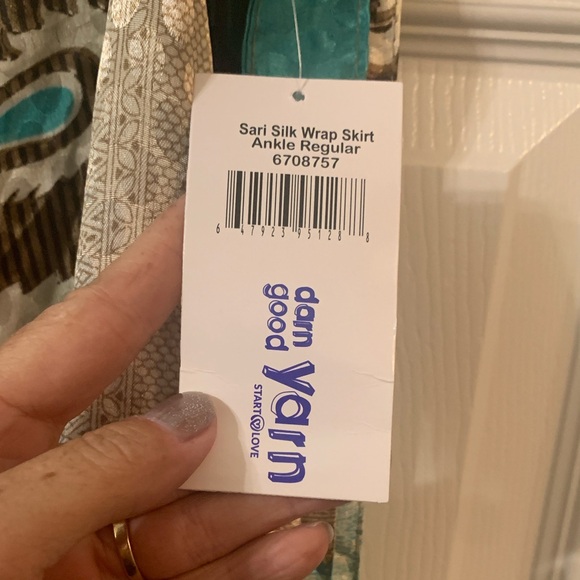 Sari Silk Wrap Skirt
Ankle Regular
6708757
6 47923 95128 8
darn
good
yarn
START LOVE